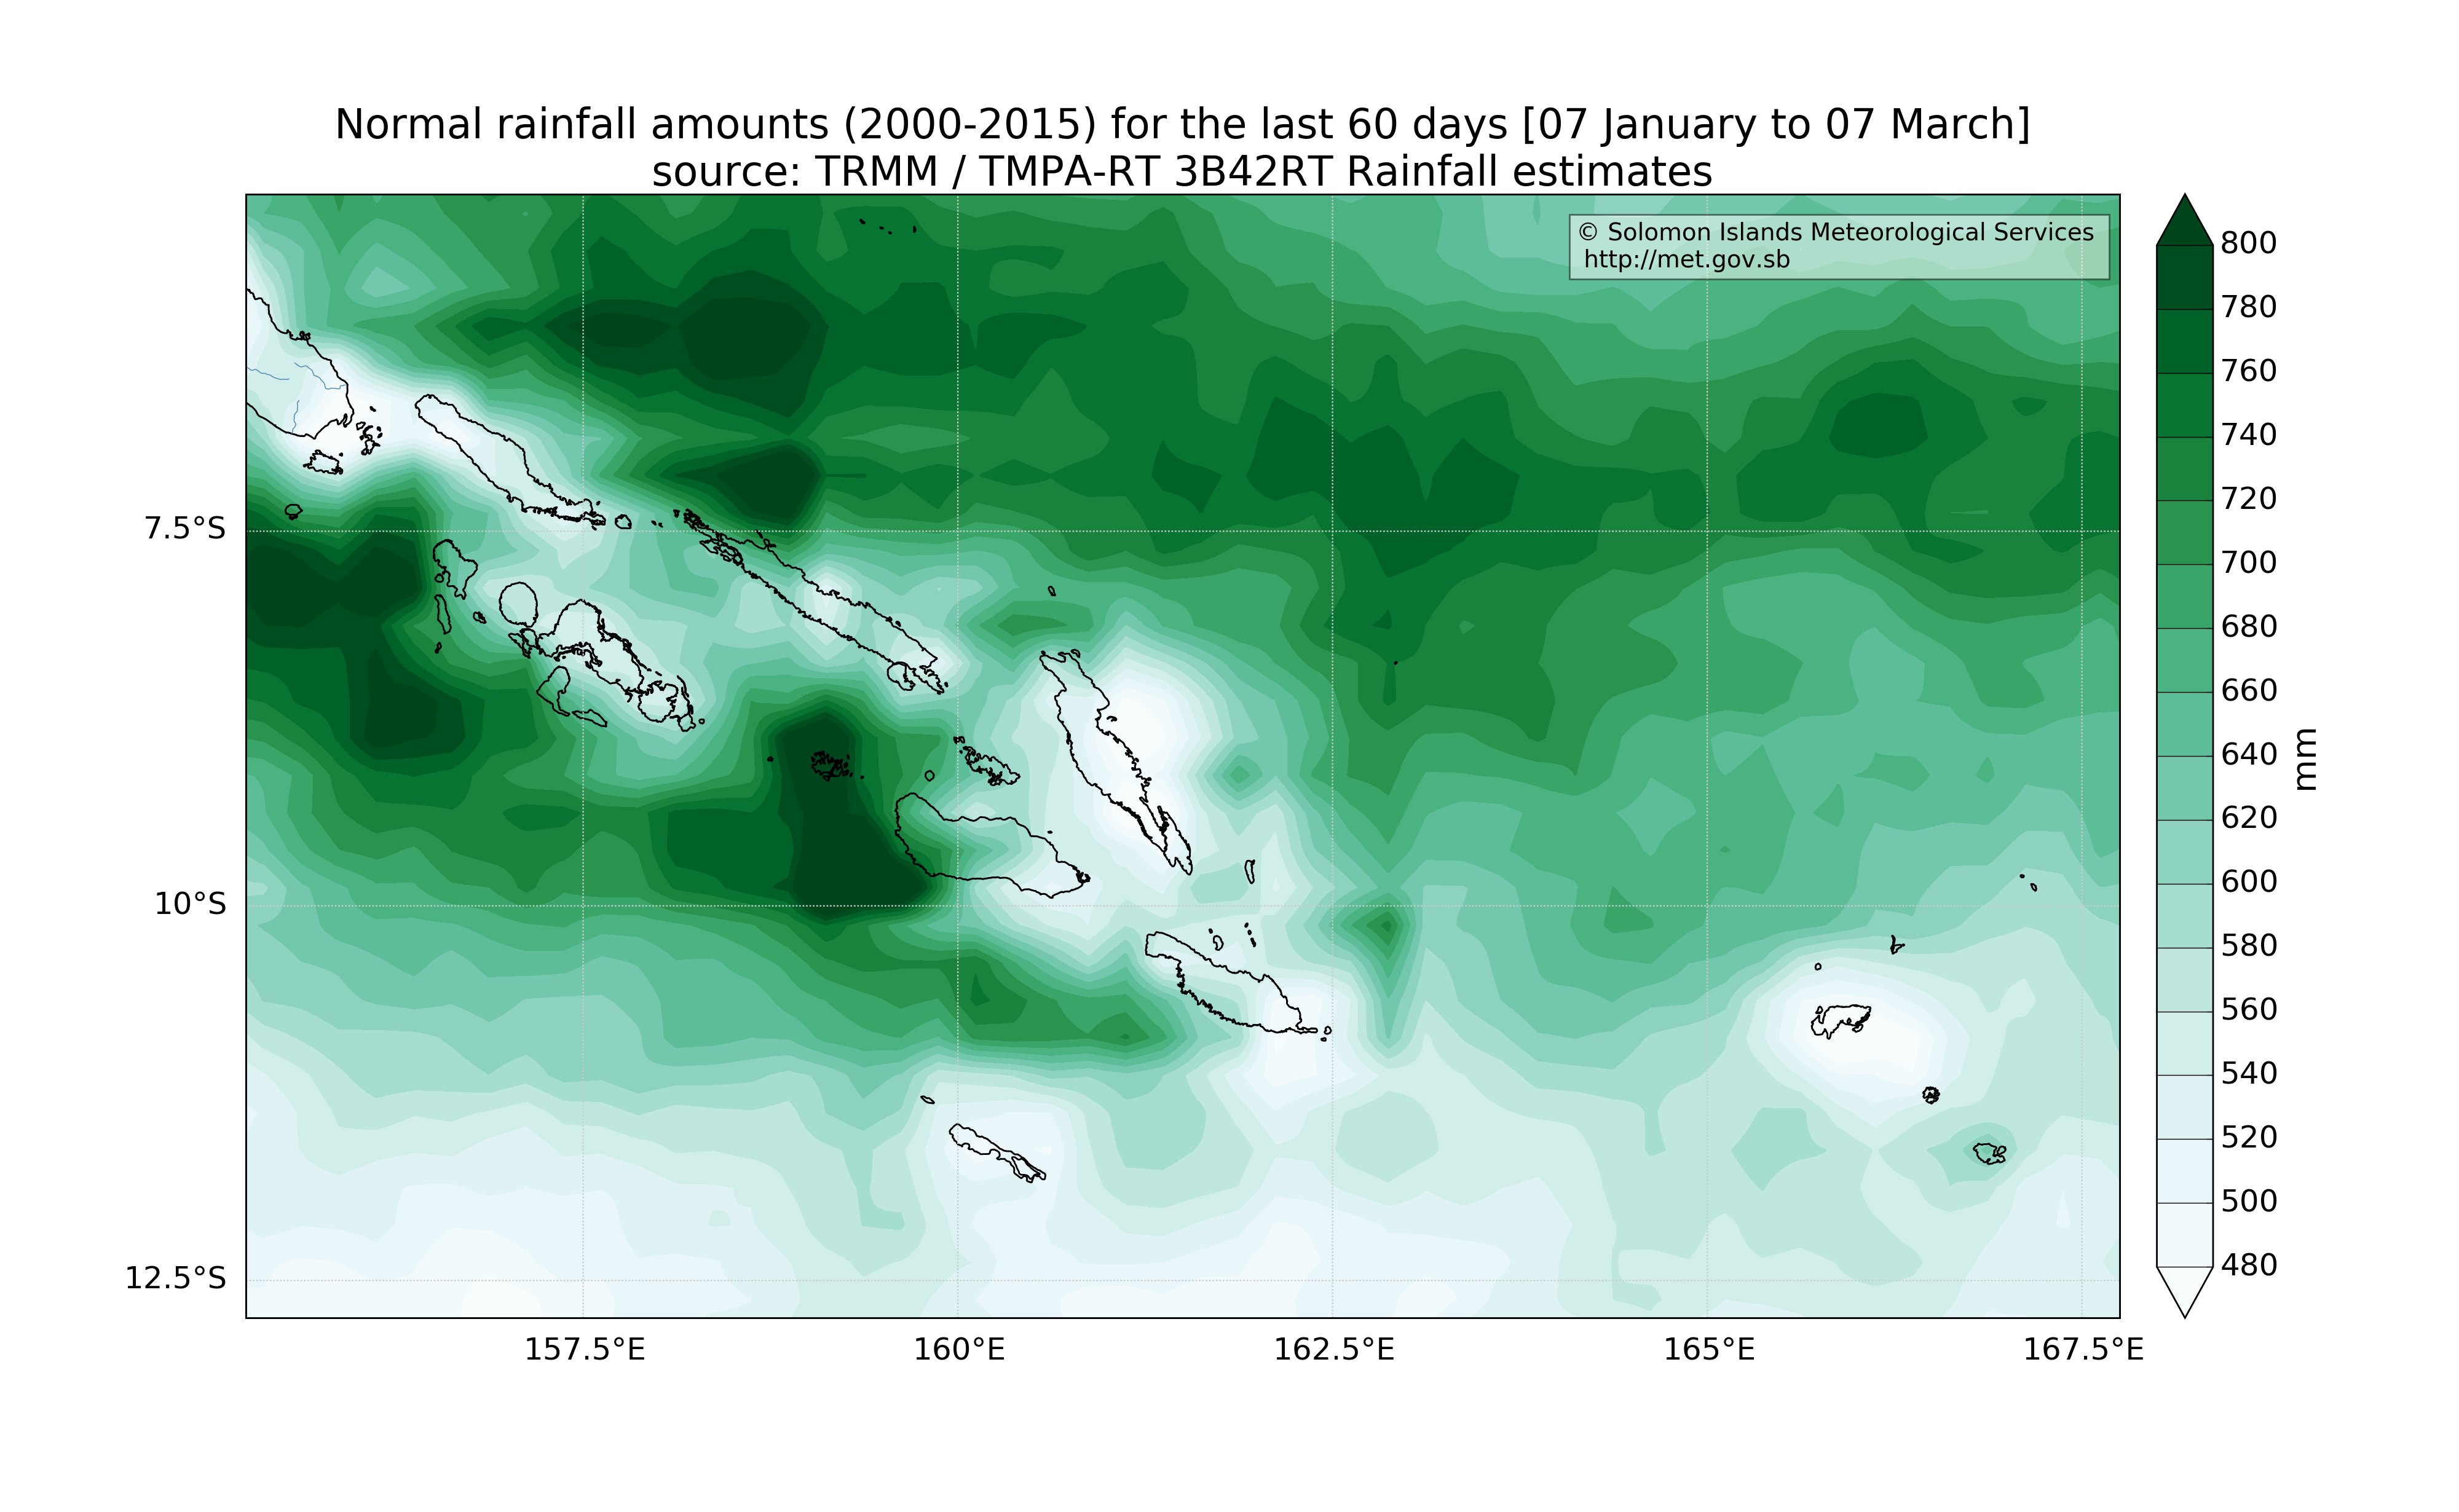 Normal rainfall amounts (2000-2015) for the last 60 days [07 January to 07 March]
source: TRMM / TMPA-RT 3B42RT Rainfall estimates
© Solomon Islands Meteorological Services
http://met.gov.sb
7.5°S
10°S
12.5°S
157.5°E
160°E
162.5°E
165°E
167.5°E
800
780
760
740
720
700
680
660
640
620
600
580
560
540
520
500
480
mm